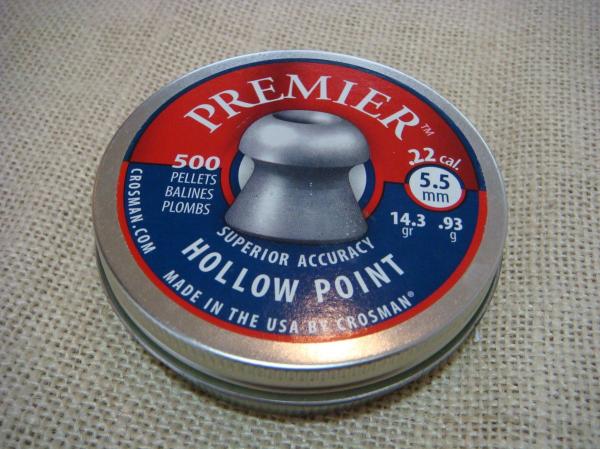 PREMIER™
500
PELLETS
BALINES
PLOMBS
.22 cal.
5.5
mm
14.3 .93
gr g
SUPERIOR ACCURACY
HOLLOW POINT
MADE IN THE USA BY CROSMAN®
CROSMAN.COM